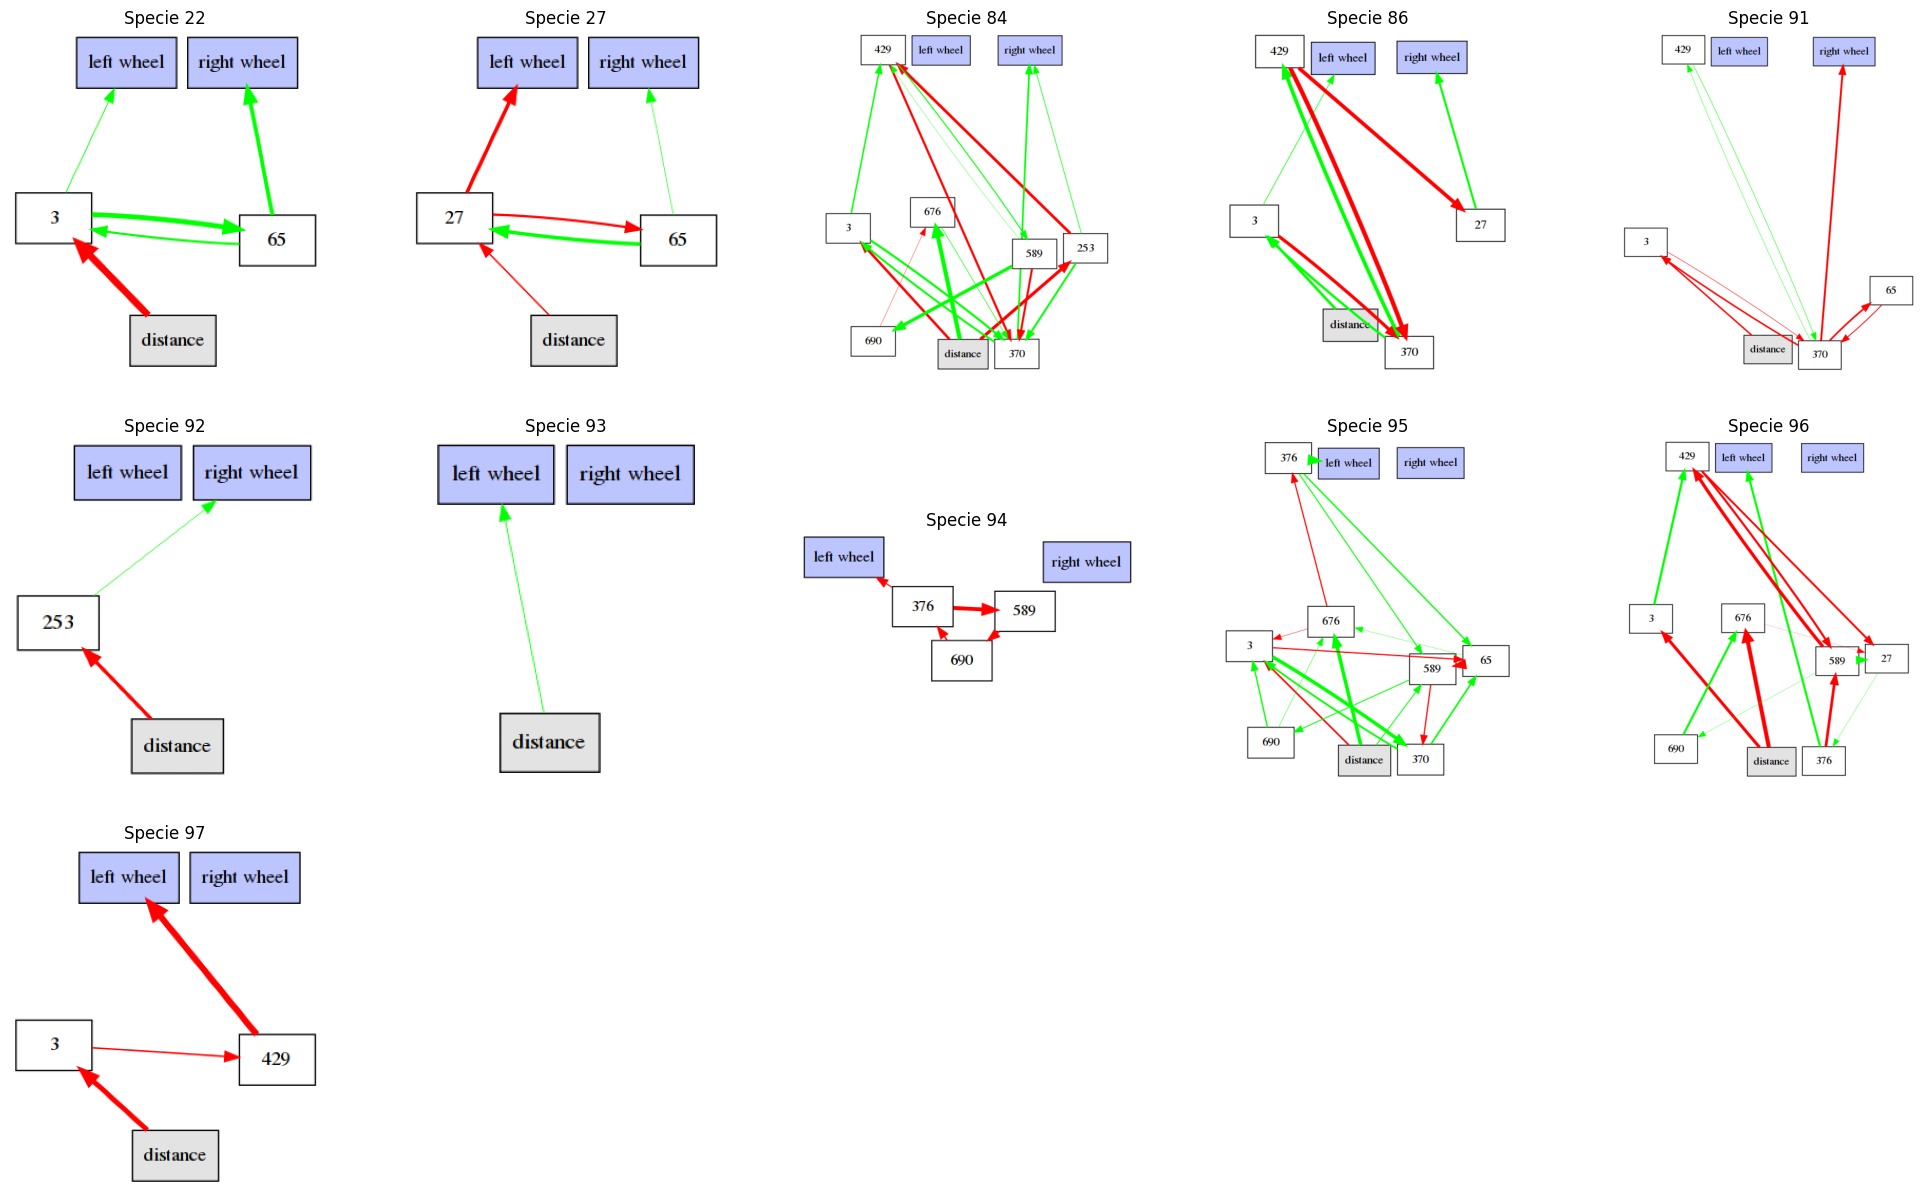 Specie 22
left wheel right wheel
3
65
distance
Specie 27
left wheel right wheel
27
65
distance
Specie 84
429 left wheel right wheel
676
3
589 253
690
distance 370
Specie 86
429 left wheel right wheel
3 27
distance
370
Specie 91
429 left wheel right wheel
3
65
distance 370
Specie 92
left wheel right wheel
253
distance
Specie 93
left wheel right wheel
distance
Specie 94
left wheel right wheel
376 589
690
Specie 95
376 left wheel right wheel
676
3
589 65
690
distance 370
Specie 96
429 left wheel right wheel
3 676
589 27
690
distance 376
Specie 97
left wheel right wheel
3
429
distance